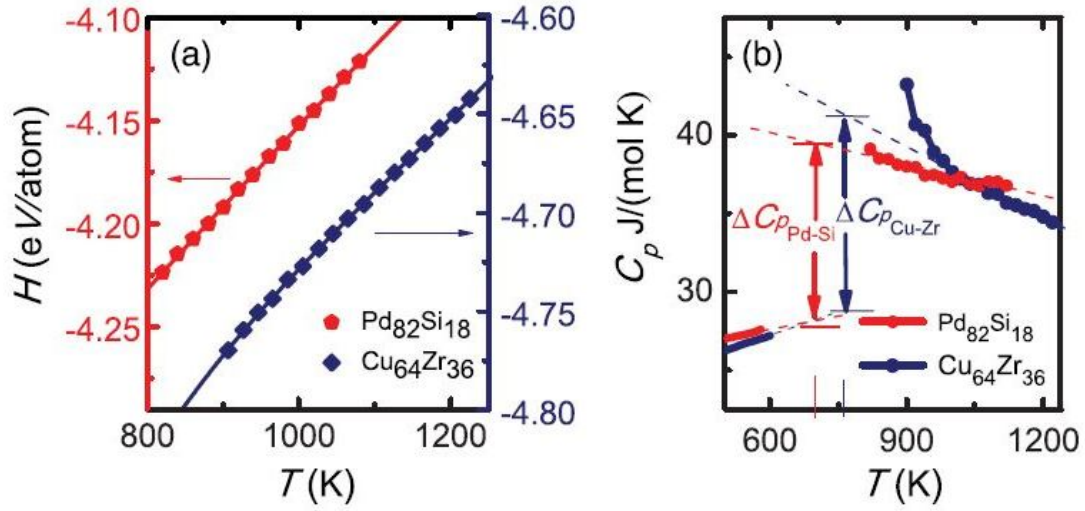 (a)
H (eV/atom)
-4.10
-4.15
-4.20
-4.25
-4.60
-4.65
-4.70
-4.75
-4.80
Pd82Si18
Cu64Zr36
800 1000 1200
T (K)
(b)
Cp J/(mol K)
40
30
ΔCpPd-Si
ΔCpCu-Zr
Pd82Si18
Cu64Zr36
600 900 1200
T (K)